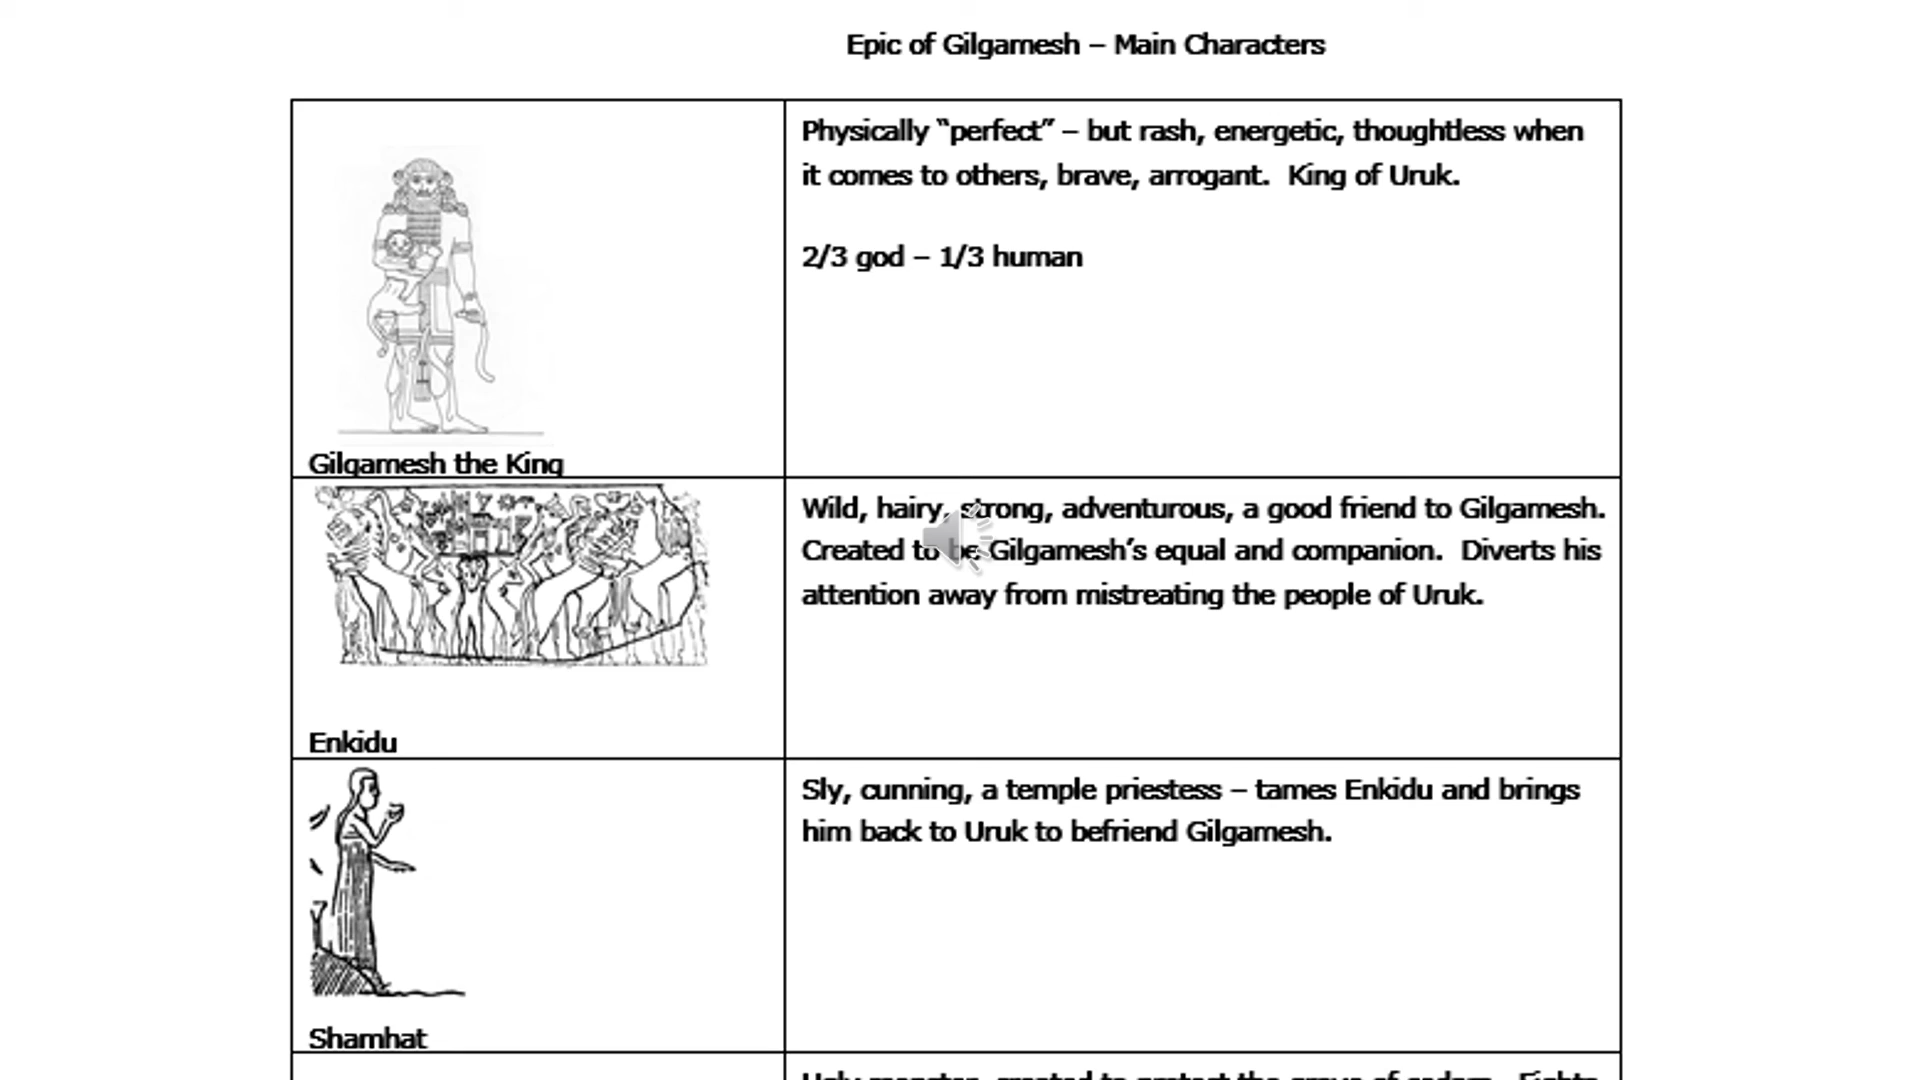 Epic of Gilgamesh – Main Characters
Physically “perfect” – but rash, energetic, thoughtless when
it comes to others, brave, arrogant.  King of Uruk.
2/3 god – 1/3 human
Gilgamesh the King
Wild, hairy, strong, adventurous, a good friend to Gilgamesh.
Created to be Gilgamesh’s equal and companion.  Diverts his
attention away from mistreating the people of Uruk.
Enkidu
Sly, cunning, a temple priestess – tames Enkidu and brings
him back to Uruk to befriend Gilgamesh.
Shamhat